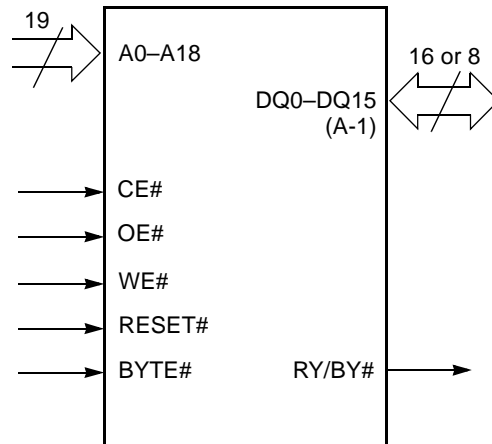 19
A0–A18
16 or 8
DQ0–DQ15
(A-1)
CE#
OE#
WE#
RESET#
BYTE#
RY/BY#